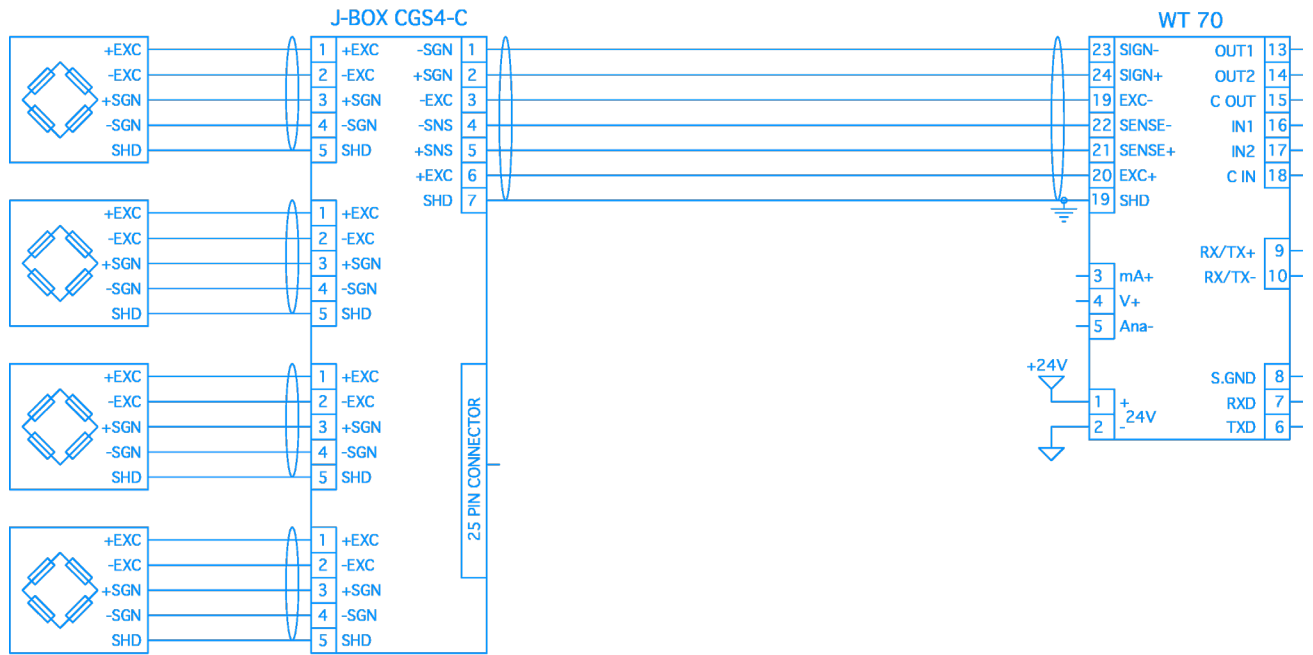 J-BOX CGS4-C
WT 70
+EXC 1 +EXC -SGN 1 23 SIGN- OUT1 13
-EXC 2 -EXC +SGN 2 24 SIGN+ OUT2 14
+SGN 3 +SGN -EXC 3 19 EXC- C OUT 15
-SGN 4 -SGN -SNS 4 22 SENSE- IN1 16
SHD 5 SHD +SNS 5 21 SENSE+ IN2 17
+EXC 6 20 EXC+ C IN 18
SHD 7 19 SHD
+EXC 1 +EXC
-EXC 2 -EXC
+SGN 3 +SGN
-SGN 4 -SGN
SHD 5 SHD
RX/TX+ 9
3 mA+ RX/TX- 10
4 V+
5 Ana-
+EXC 1 +EXC
-EXC 2 -EXC
+SGN 3 +SGN
-SGN 4 -SGN
SHD 5 SHD
25 PIN CONNECTOR
+24V
S.GND 8
1 + RXD 7
24V
2 - TXD 6
+EXC 1 +EXC
-EXC 2 -EXC
+SGN 3 +SGN
-SGN 4 -SGN
SHD 5 SHD